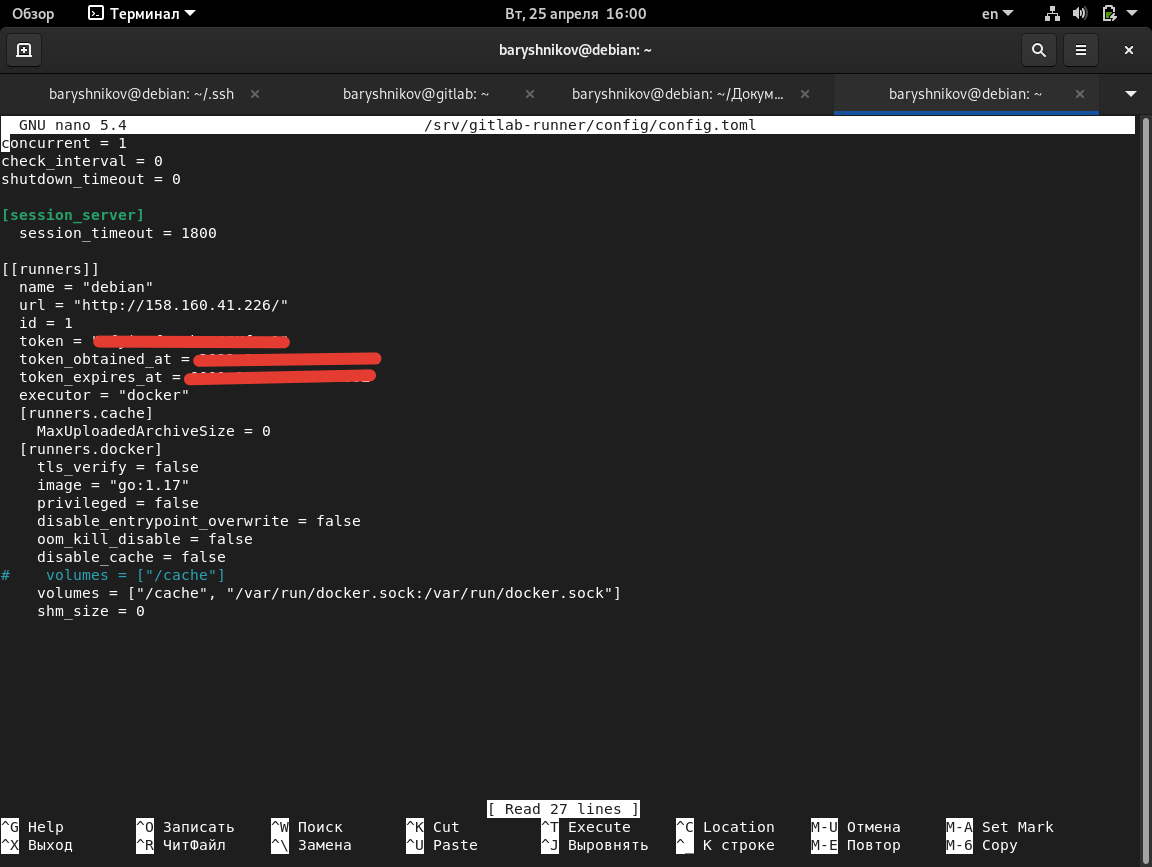 Обзор Терминал Вт, 25 апреля 16:00 en
baryshnikov@debian: ~
baryshnikov@debian: ~/.ssh baryshnikov@gitlab: ~ baryshnikov@debian: ~/Докум… baryshnikov@debian: ~
GNU nano 5.4 /srv/gitlab-runner/config/config.toml
concurrent = 1
check_interval = 0
shutdown_timeout = 0
[session_server]
session_timeout = 1800
[[runners]]
name = "debian"
url = "http://158.160.41.226/"
id = 1
token =
token_obtained_at =
token_expires_at =
executor = "docker"
[runners.cache]
MaxUploadedArchiveSize = 0
[runners.docker]
tls_verify = false
image = "go:1.17"
privileged = false
disable_entrypoint_overwrite = false
oom_kill_disable = false
disable_cache = false
# volumes = ["/cache"]
volumes = ["/cache", "/var/run/docker.sock:/var/run/docker.sock"]
shm_size = 0
[ Read 27 lines ]
^G Help ^O Записать ^W Поиск ^K Cut ^T Execute ^C Location M-U Отмена M-A Set Mark
^X Выход ^R ЧитФайл ^\ Замена ^U Paste ^J Выровнять ^_ К строке M-E Повтор M-6 Copy